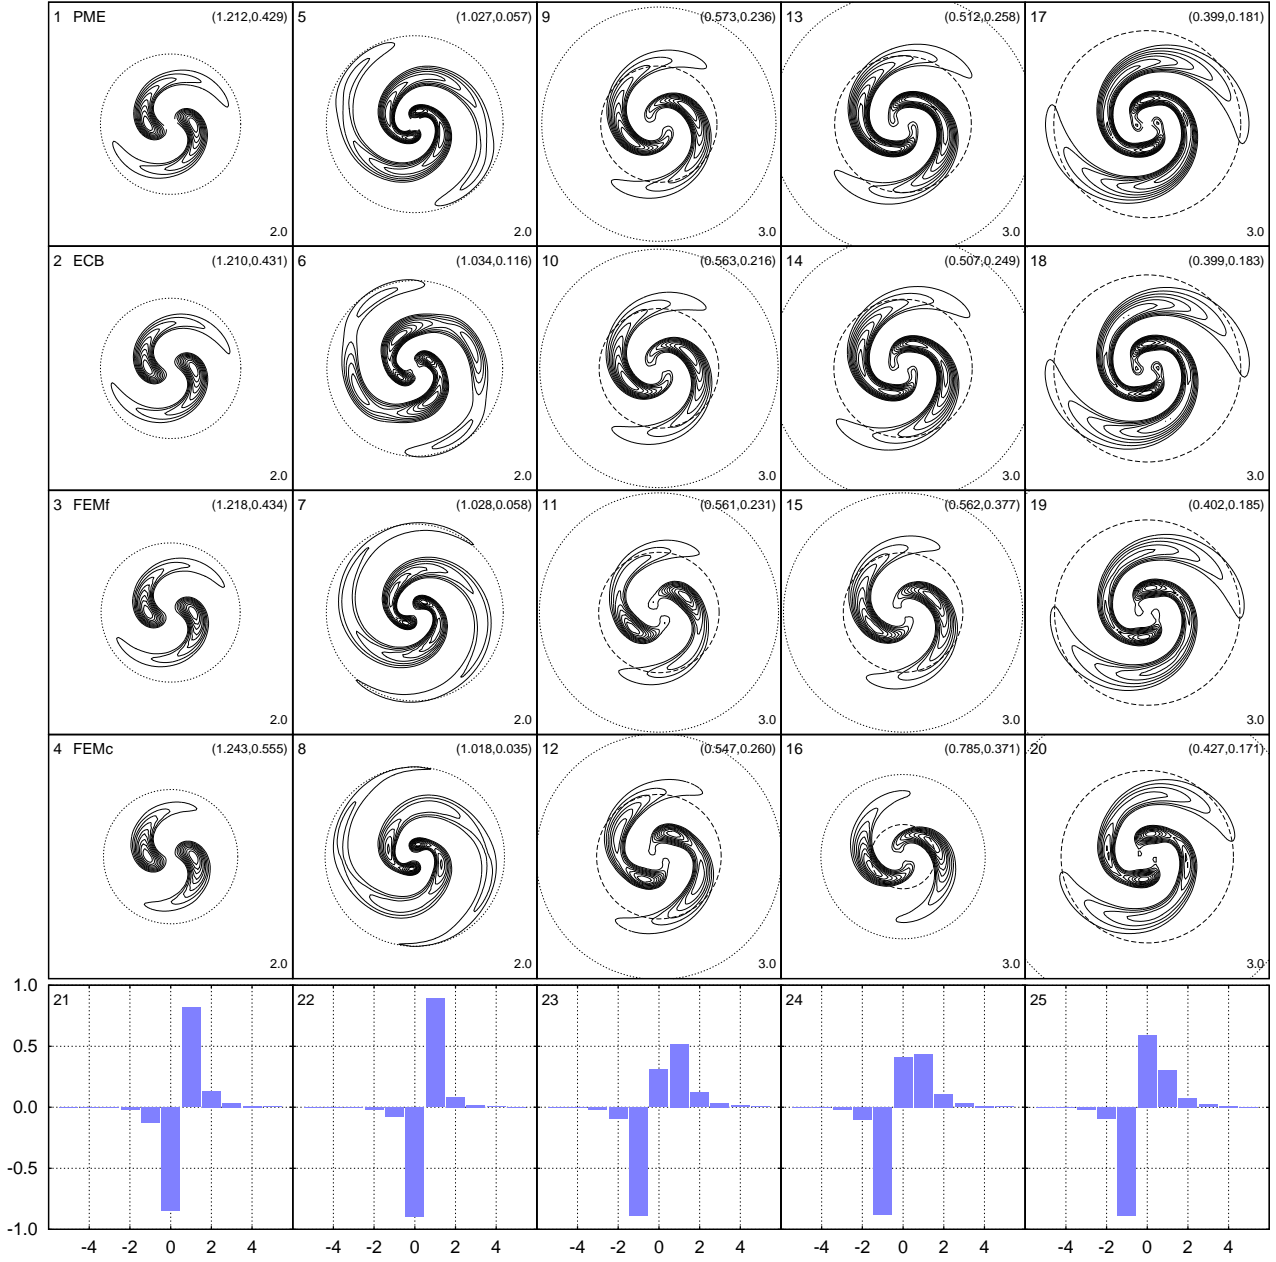 1 PME (1.212,0.429) 5 (1.027,0.057) 9 (0.573,0.236) 13 (0.512,0.258) 17 (0.399,0.181)
2.0 2.0 3.0 3.0 3.0
2 ECB (1.210,0.431) 6 (1.034,0.116) 10 (0.563,0.216) 14 (0.507,0.249) 18 (0.399,0.183)
2.0 2.0 3.0 3.0 3.0
3 FEMf (1.218,0.434) 7 (1.028,0.058) 11 (0.561,0.231) 15 (0.562,0.377) 19 (0.402,0.185)
2.0 2.0 3.0 3.0 3.0
4 FEMc (1.243,0.555) 8 (1.018,0.035) 12 (0.547,0.260) 16 (0.785,0.371) 20 (0.427,0.171)
2.0 2.0 3.0 3.0 3.0
1.0 21 22 23 24 25
0.5
0.0
-0.5
-1.0
-4 -2 0 2 4 -4 -2 0 2 4 -4 -2 0 2 4 -4 -2 0 2 4 -4 -2 0 2 4